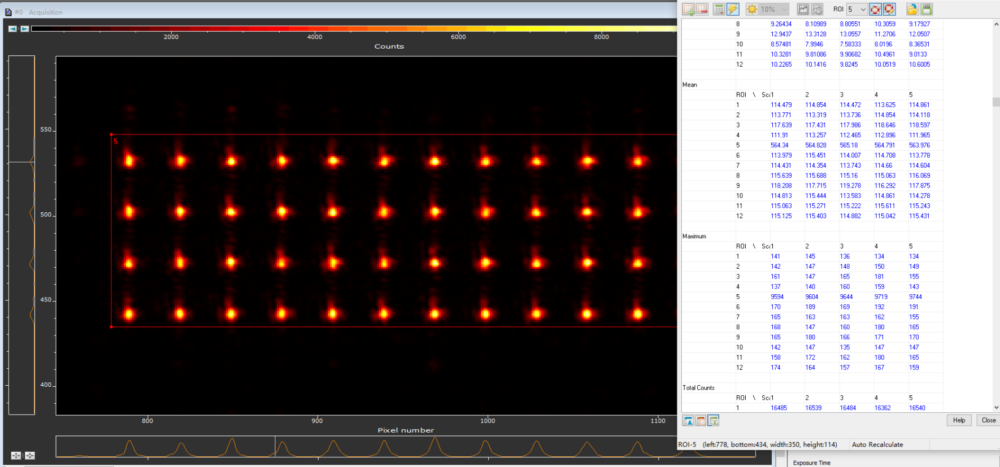 #0 Acquisition
2000 4000 6000 8000
Counts
550
500
450
400
5
800 900 1000 1100
Pixel number
10% ROI 5
8 9.26434 8.10989 8.80551 10.3059 9.17927
9 12.9437 13.3128 13.0557 11.2706 12.0507
10 8.57481 7.9946 7.58333 8.0196 8.36531
11 10.3281 9.81086 9.90682 10.4961 9.0133
12 10.2265 10.1416 9.8245 10.0519 10.6005
Mean
ROI \ Sca 1 2 3 4 5
1 114.479 114.854 114.472 113.625 114.861
2 113.771 113.319 113.736 114.854 114.118
3 117.639 117.431 117.986 118.646 118.597
4 111.91 113.257 112.465 112.896 111.965
5 564.34 564.828 565.18 564.791 563.976
6 113.979 115.451 114.007 114.708 113.778
7 114.431 114.354 113.743 114.66 114.604
8 115.639 115.688 115.16 115.063 116.069
9 118.208 117.715 119.278 116.292 117.875
10 114.813 115.444 113.583 114.861 114.278
11 115.063 115.271 115.222 115.611 115.243
12 115.125 115.403 114.882 115.042 115.431
Maximum
ROI \ Sca 1 2 3 4 5
1 141 145 136 134 134
2 142 147 148 150 149
3 161 147 165 181 155
4 137 140 160 159 143
5 9594 9604 9644 9719 9744
6 170 189 169 192 191
7 165 163 163 162 155
8 168 147 160 180 165
9 165 180 166 171 170
10 142 147 135 147 147
11 158 172 162 180 165
12 174 164 157 167 159
Total Counts
ROI \ Sca 1 2 3 4 5
1 16485 16539 16484 16362 16540
Help Close
ROI-5 (left:778, bottom:434, width:350, height:114) Auto Recalculate
Exposure Time